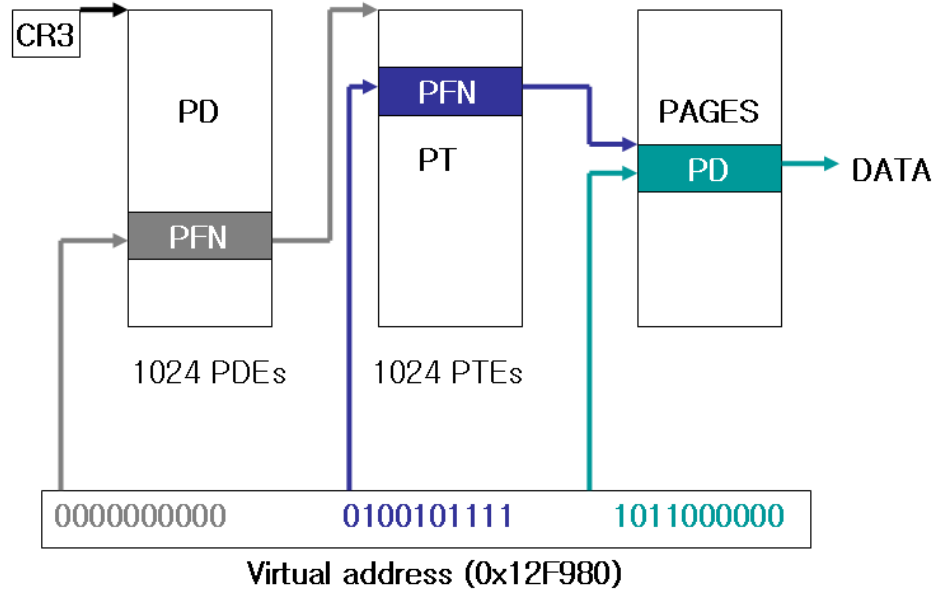 CR3
PD
PFN
1024 PDEs
PFN
PT
1024 PTEs
PAGES
PD
DATA
0000000000
0100101111
1011000000
Virtual address (0x12F980)